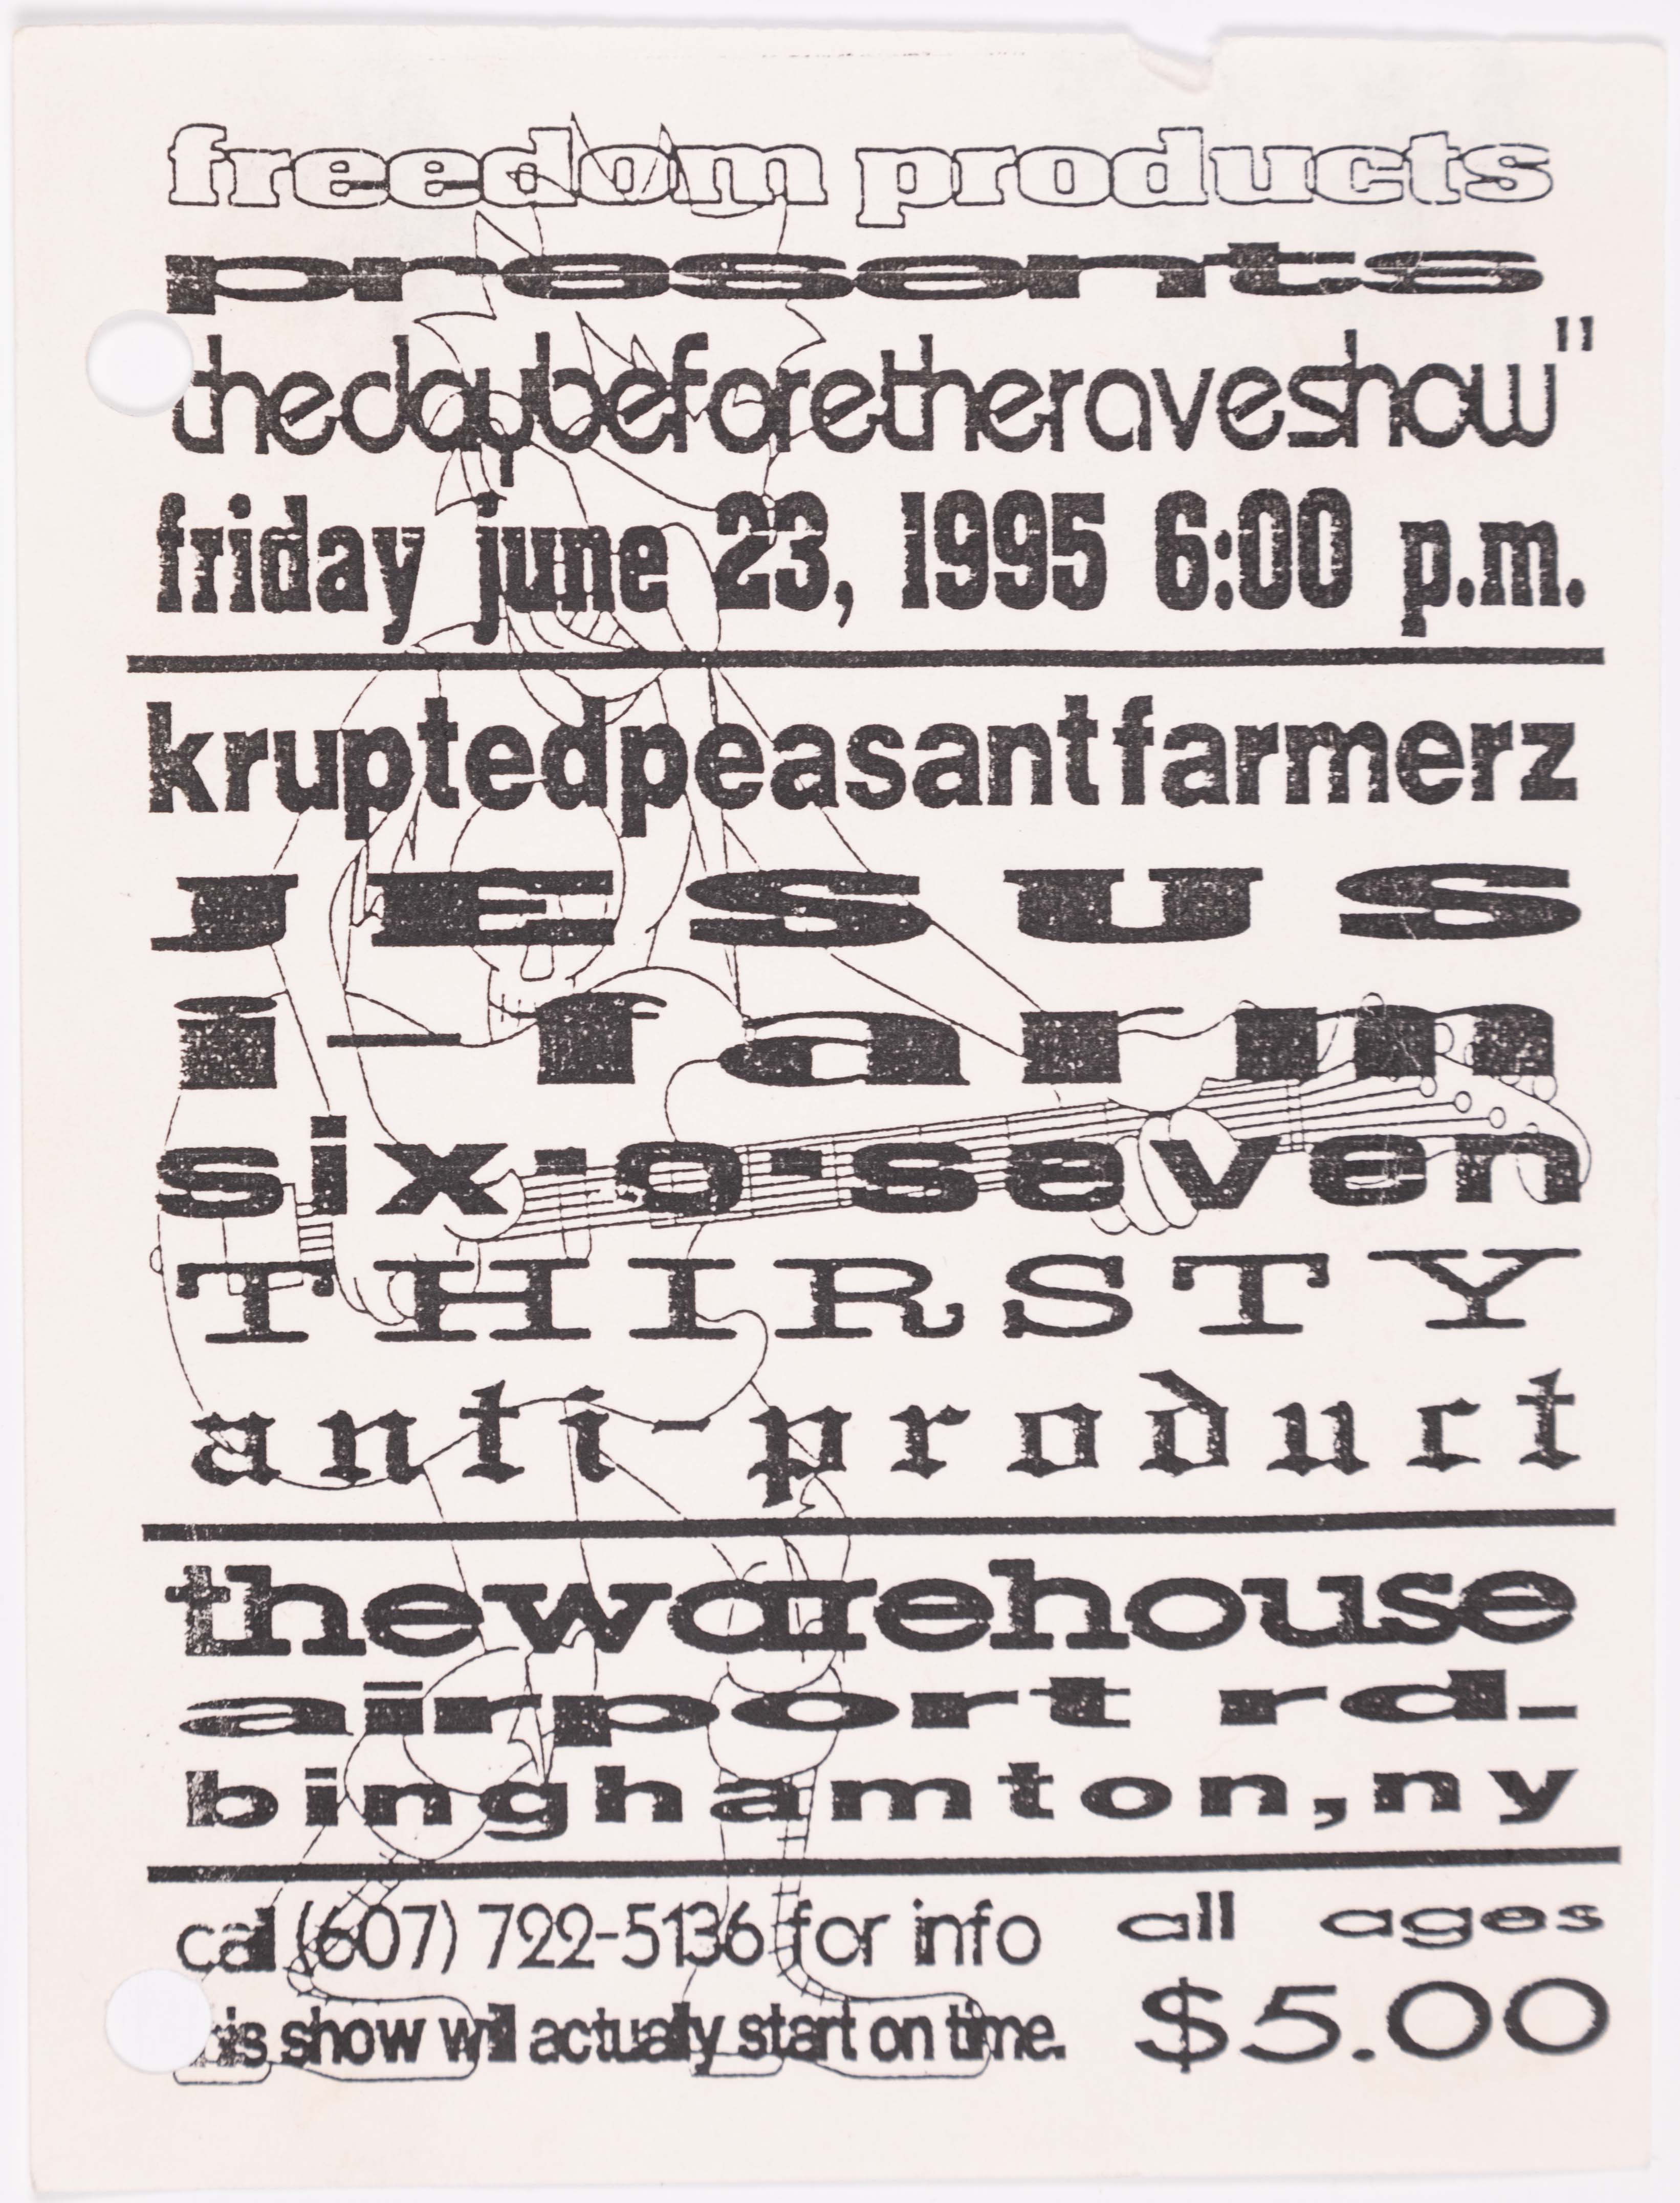 freedom products
presents
thedaybeforetheraveshow"
friday june 23, 1995 6:00 p.m.
kruptedpeasantfarmerz
JESUS
i-farm
six·o·seven
THIRSTY
anti-product
thewarehouse
airport rd-
binghamton,ny
call (607) 722-5136 for info
all ages
is show will actually start on time.
$5.00